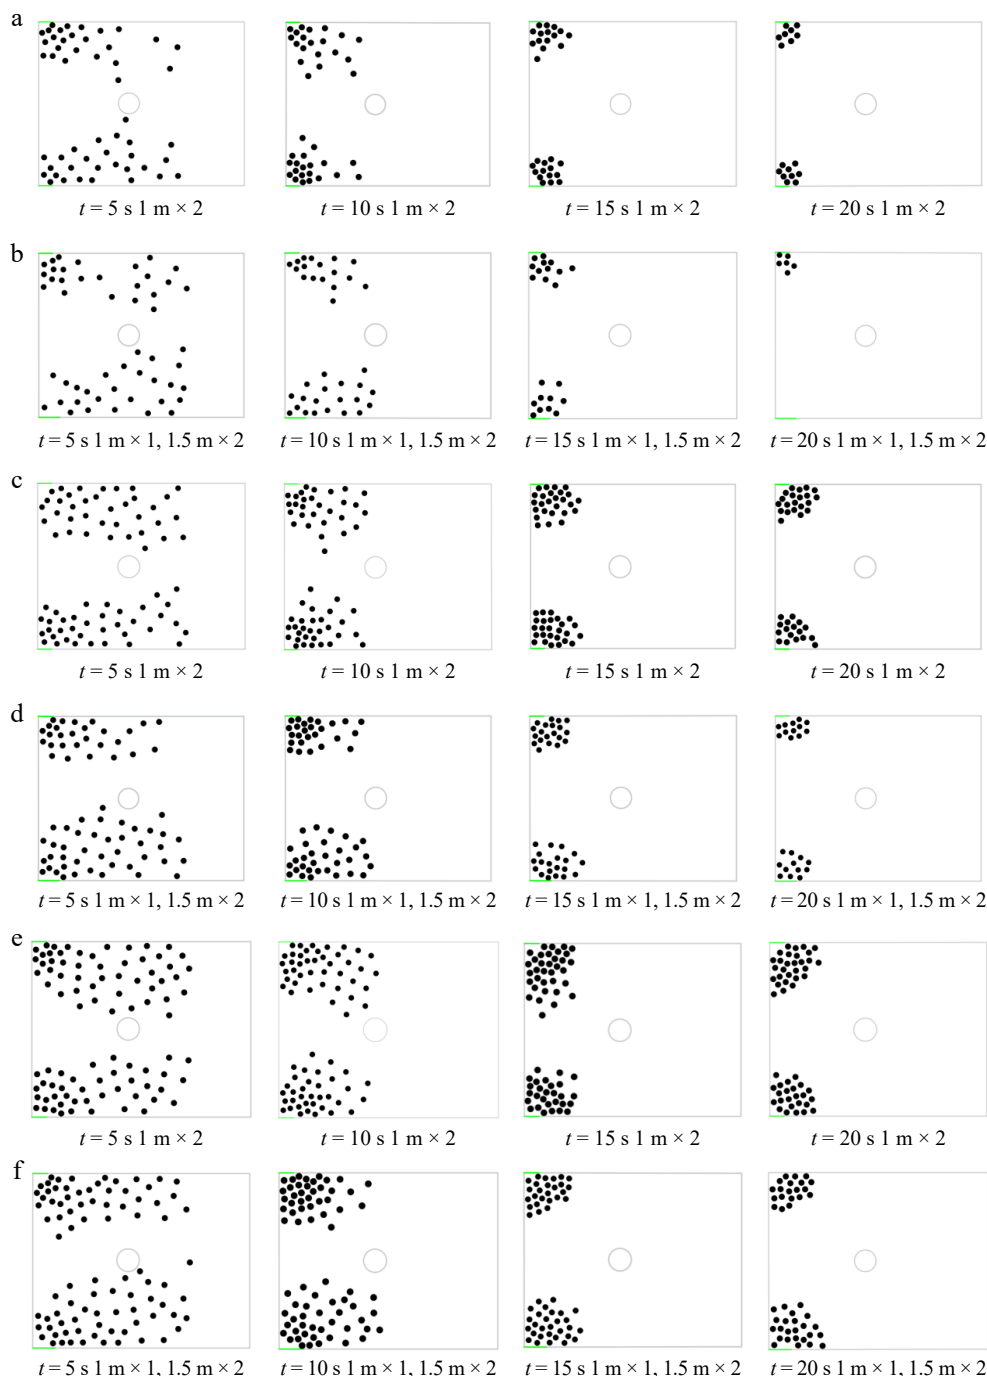 a
t = 5 s 1 m × 2 t = 10 s 1 m × 2 t = 15 s 1 m × 2 t = 20 s 1 m × 2
b
t = 5 s 1 m × 1, 1.5 m × 2 t = 10 s 1 m × 1, 1.5 m × 2 t = 15 s 1 m × 1, 1.5 m × 2 t = 20 s 1 m × 1, 1.5 m × 2
c
t = 5 s 1 m × 2 t = 10 s 1 m × 2 t = 15 s 1 m × 2 t = 20 s 1 m × 2
d
t = 5 s 1 m × 1, 1.5 m × 2 t = 10 s 1 m × 1, 1.5 m × 2 t = 15 s 1 m × 1, 1.5 m × 2 t = 20 s 1 m × 1, 1.5 m × 2
e
t = 5 s 1 m × 2 t = 10 s 1 m × 2 t = 15 s 1 m × 2 t = 20 s 1 m × 2
f
t = 5 s 1 m × 1, 1.5 m × 2 t = 10 s 1 m × 1, 1.5 m × 2 t = 15 s 1 m × 1, 1.5 m × 2 t = 20 s 1 m × 1, 1.5 m × 2